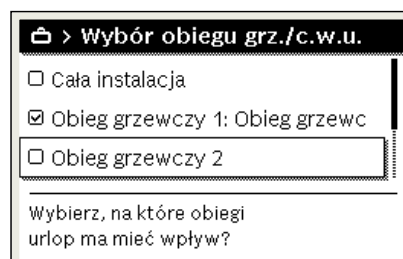 > Wybór obiegu grz./c.w.u.
Cała instalacja
Obieg grzewczy 1: Obieg grzewc
Obieg grzewczy 2
Wybierz, na które obiegi
urlop ma mieć wpływ?